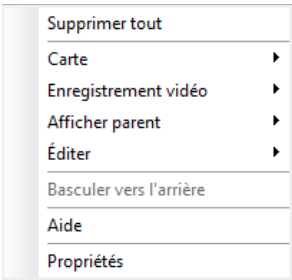 Supprimer tout
Carte
Enregistrement vidéo
Afficher parent
Éditer
Basculer vers l'arrière
Aide
Propriétés